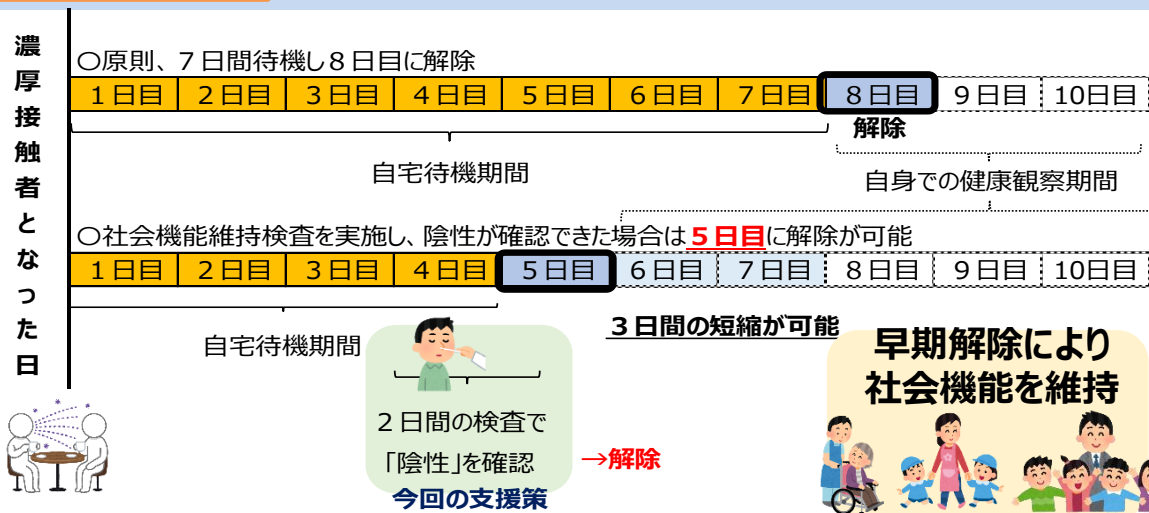 濃厚接触者となった日
〇原則、７日間待機し８日目に解除
１日目 ２日目 ３日目 ４日目 ５日目 ６日目 ７日目 ８日目 ９日目 10日目
解除
自宅待機期間
自身での健康観察期間
〇社会機能維持検査を実施し、陰性が確認できた場合は５日目に解除が可能
１日目 ２日目 ３日目 ４日目 ５日目 ６日目 ７日目 ８日目 ９日目 10日目
自宅待機期間
３日間の短縮が可能
２日間の検査で
「陰性」を確認
→解除
今回の支援策
早期解除により
社会機能を維持